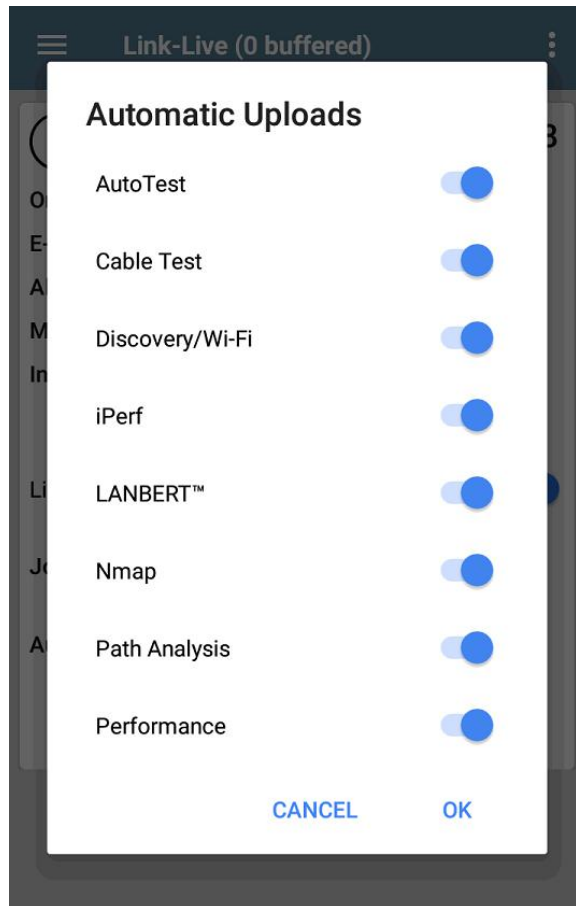 Link-Live (0 buffered)
Automatic Uploads
AutoTest
Cable Test
Discovery/Wi-Fi
iPerf
LANBERT™
Nmap
Path Analysis
Performance
CANCEL OK